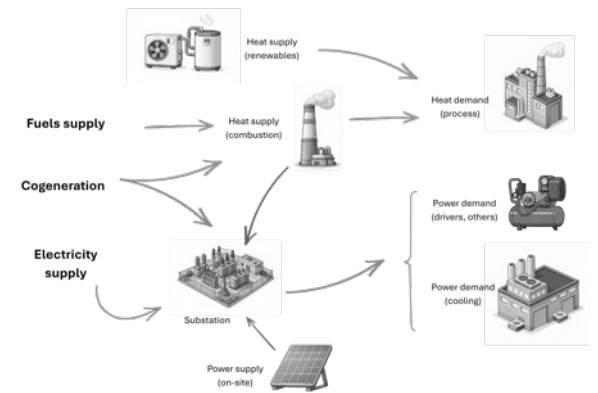 Heat supply
(renewables)
Heat demand
(process)
Fuels supply
Heat supply
(combustion)
Cogeneration
Power demand
(drivers, others)
Electricity
supply
Power demand
(cooling)
Substation
Power supply
(on-site)